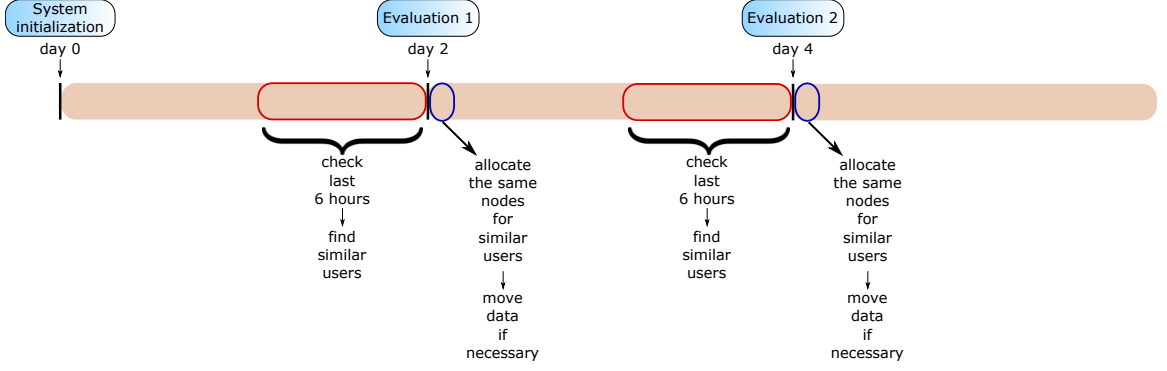 System
initialization
day 0
Evaluation 1
day 2
Evaluation 2
day 4
check
last
6 hours
find
similar
users
allocate
the same
nodes
for
similar
users
move
data
if
necessary
check
last
6 hours
find
similar
users
allocate
the same
nodes
for
similar
users
move
data
if
necessary